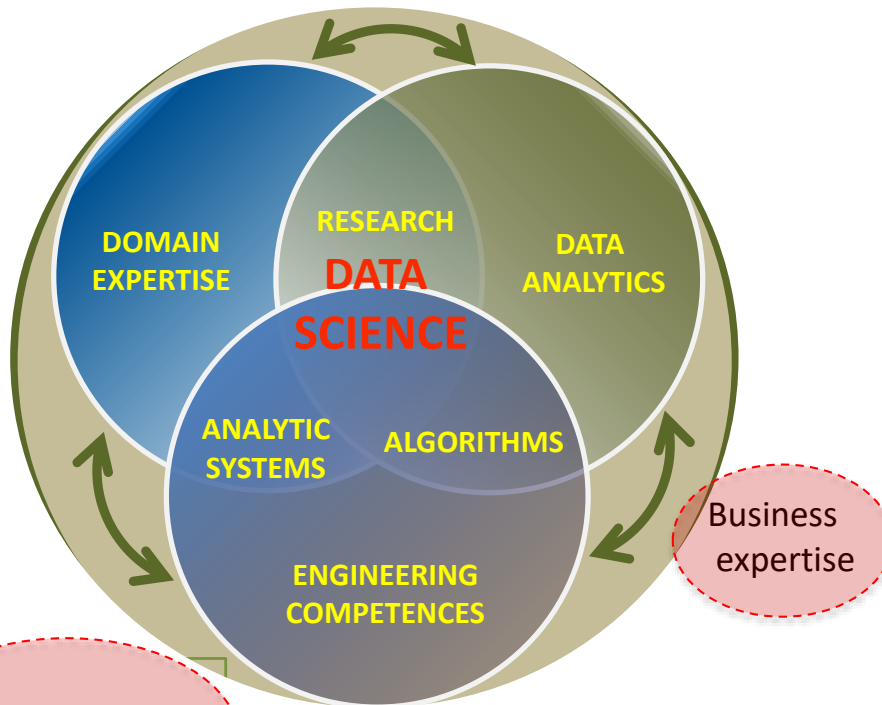 RESEARCH
DOMAIN
EXPERTISE
DATA
ANALYTICS
DATA
SCIENCE
ANALYTIC
SYSTEMS
ALGORITHMS
Business
expertise
ENGINEERING
COMPETENCES